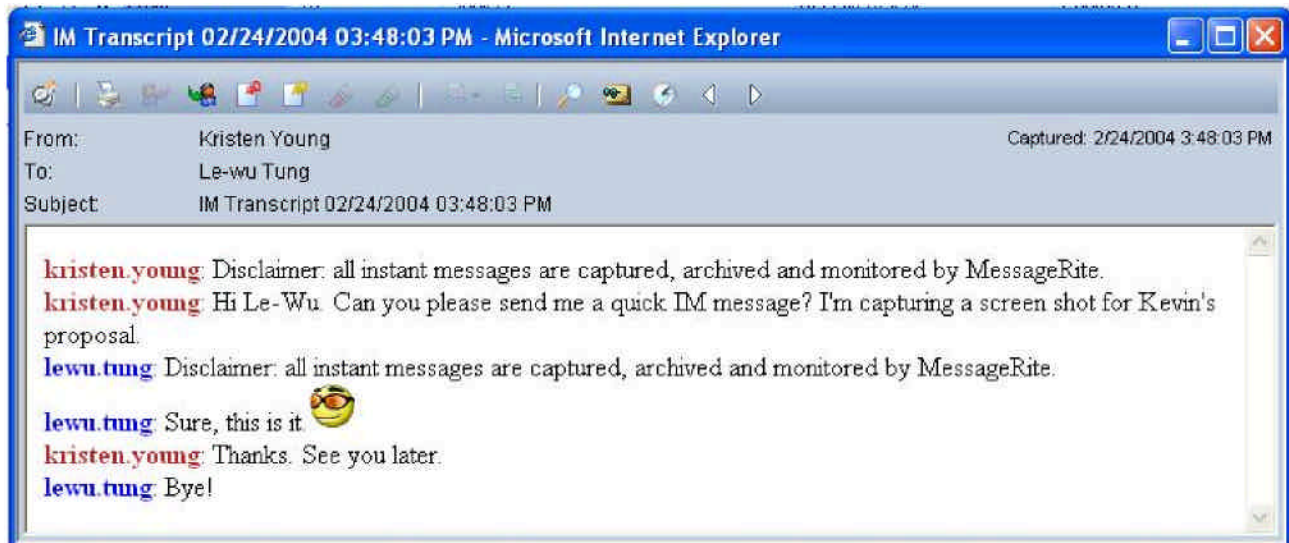 IM Transcript 02/24/2004 03:48:03 PM - Microsoft Internet Explorer
From: Kristen Young Captured: 2/24/2004 3:48:03 PM
To: Le-wu Tung
Subject: IM Transcript 02/24/2004 03:48:03 PM
kristen.young: Disclaimer: all instant messages are captured, archived and monitored by MessageRite.
kristen.young: Hi Le-Wu. Can you please send me a quick IM message? I'm capturing a screen shot for Kevin's
proposal.
lewu.tung: Disclaimer: all instant messages are captured, archived and monitored by MessageRite.
lewu.tung: Sure, this is it.
kristen.young: Thanks. See you later.
lewu.tung: Bye!